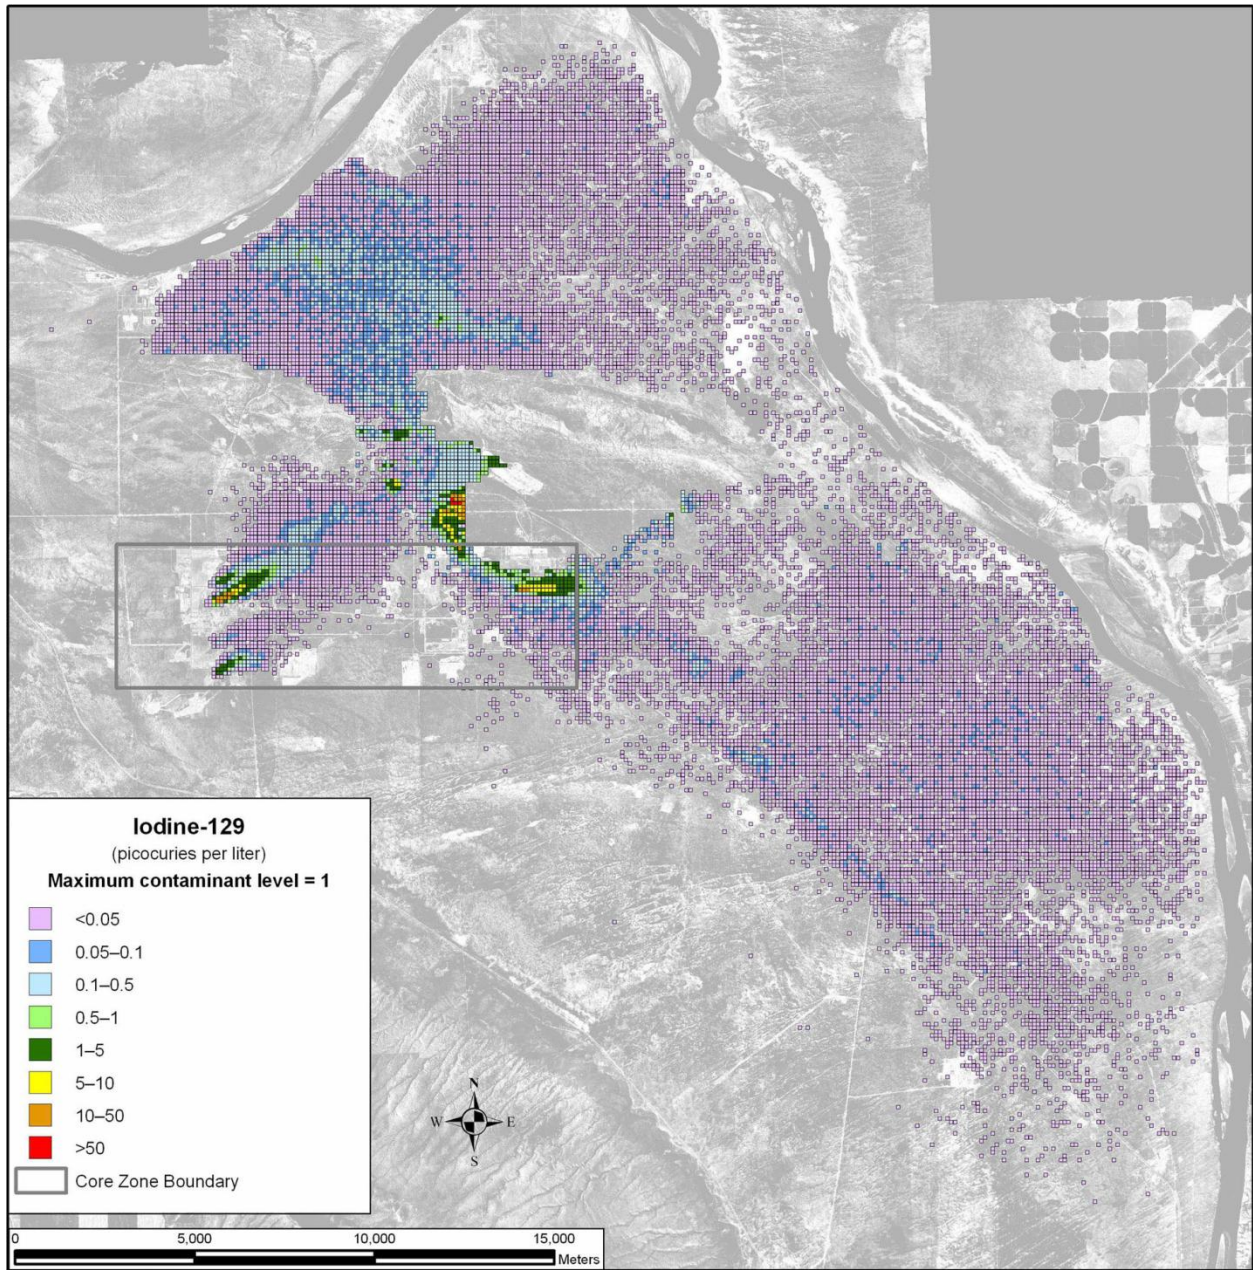 Iodine-129
(picocuries per liter)
Maximum contaminant level = 1
<0.05
0.05–0.1
0.1–0.5
0.5–1
1–5
5–10
10–50
>50
Core Zone Boundary
N
W E
S
0 5,000 10,000 15,000
Meters